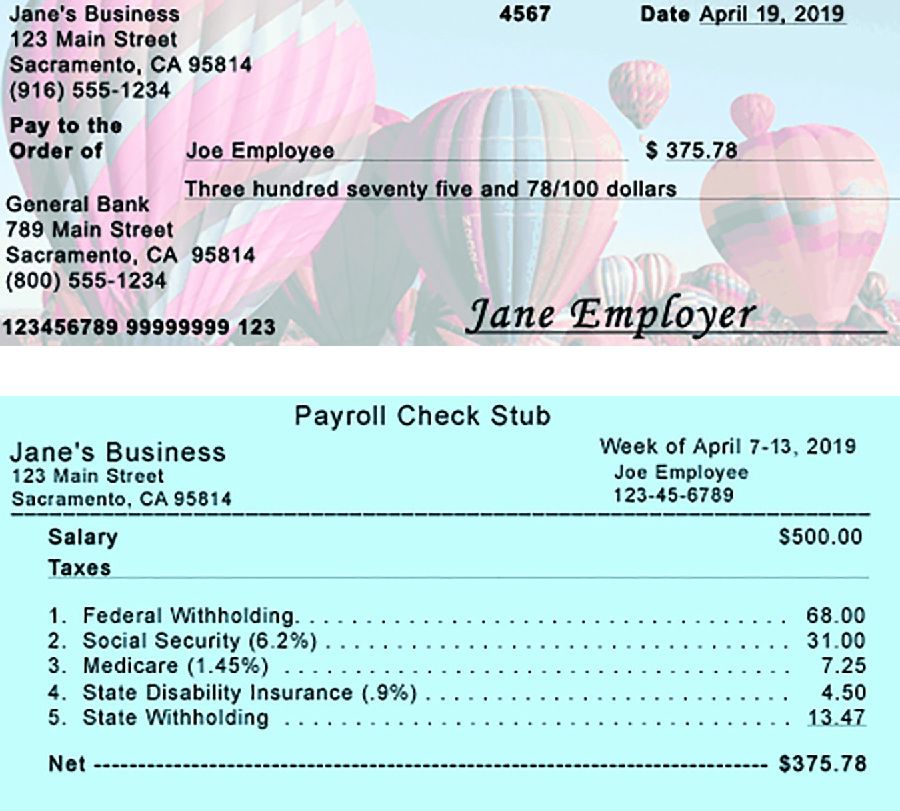 Jane's Business 4567 Date April 19, 2019
123 Main Street
Sacramento, CA 95814
(916) 555-1234
Pay to the
Order of Joe Employee $ 375.78
Three hundred seventy five and 78/100 dollars
General Bank
789 Main Street
Sacramento, CA 95814
(800) 555-1234
Jane Employer
123456789 99999999 123
Payroll Check Stub
Jane's Business Week of April 7-13, 2019
123 Main Street Joe Employee
Sacramento, CA 95814 123-45-6789
Salary $500.00
Taxes
1. Federal Withholding. . . . . . . . . . . . . . . . . . . . . . . . . . . . . . . . . . . 68.00
2. Social Security (6.2%) . . . . . . . . . . . . . . . . . . . . . . . . . . . . . . . . . 31.00
3. Medicare (1.45%) . . . . . . . . . . . . . . . . . . . . . . . . . . . . . . . . . . . . 7.25
4. State Disability Insurance (.9%) . . . . . . . . . . . . . . . . . . . . . . . . . . 4.50
5. State Withholding . . . . . . . . . . . . . . . . . . . . . . . . . . . . . . . . . . . . 13.47
Net ---------------------------------------------------------------------- $375.78